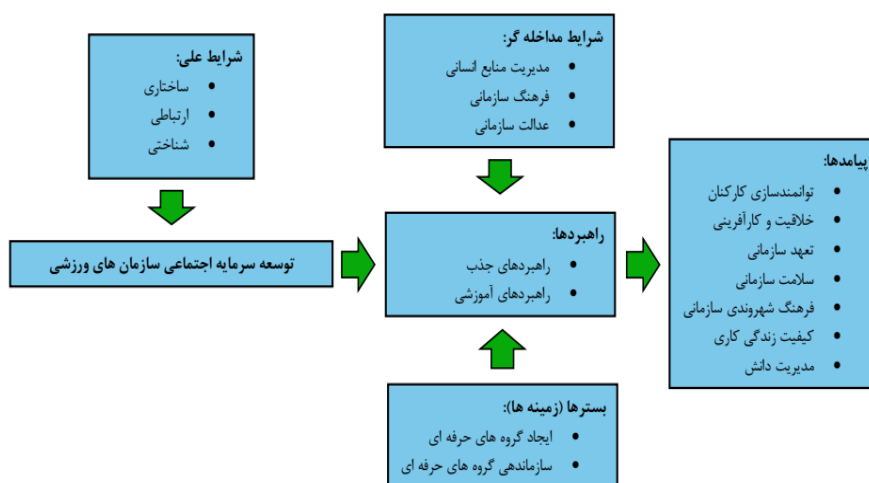 شرایط علی:
ساختاری
ارتباطی
شناختی
توسعه سرمایه اجتماعی سازمان های ورزشی
شرایط مداخله گر:
مدیریت منابع انسانی
فرهنگ سازمانی
عدالت سازمانی
راهبردها:
راهبردهای جذب
راهبردهای آموزشی
بسترها (زمینه ها):
ایجاد گروه های حرفه ای
سازماندهی گروه های حرفه ای
پیامدها:
توانمندسازی کارکنان
خلاقیت و کارآفرینی
تعهد سازمانی
سلامت سازمانی
فرهنگ شهروندی سازمانی
کیفیت زندگی کاری
مدیریت دانش